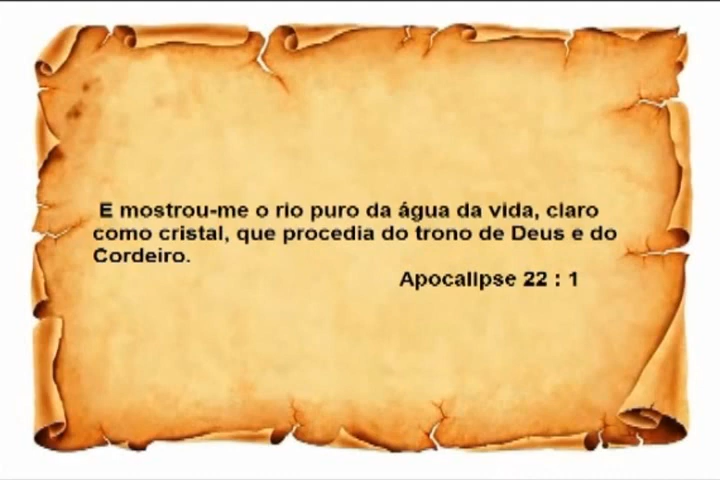 E mostrou-me o rio puro da água da vida, claro
como cristal, que procedia do trono de Deus e do
Cordeiro.
Apocalipse 22 : 1